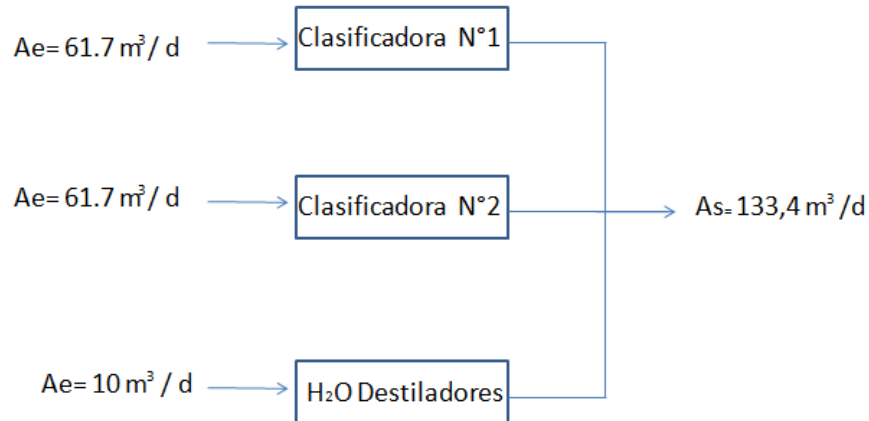 Ae= 61.7 m³/ d
Clasificadora N°1
Ae= 61.7 m³/ d
Clasificadora N°2
As= 133,4 m³ /d
Ae= 10 m³ / d
H₂O Destiladores